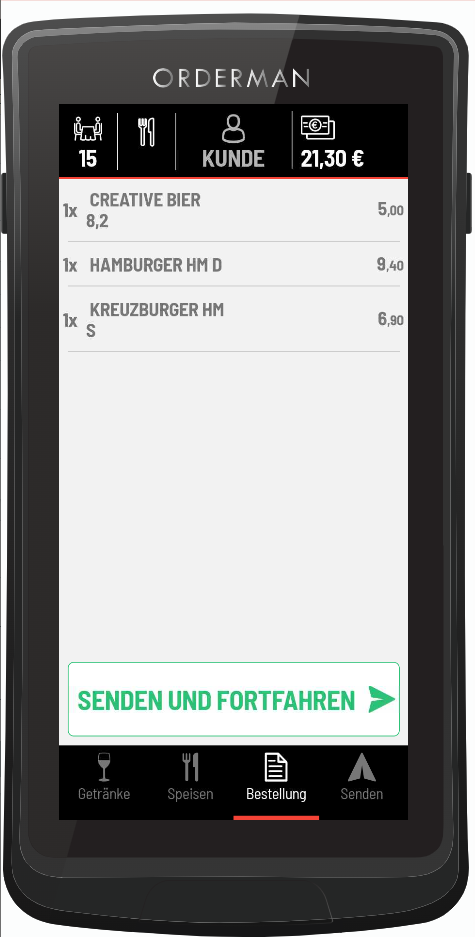 ORDERMAN
15
KUNDE
21,30 €
1x CREATIVE BIER 8,2 5,00
1x HAMBURGER HM D 9,40
1x KREUZBURGER HM S 6,90
SENDEN UND FORTFAHREN
Getränke Speisen Bestellung Senden